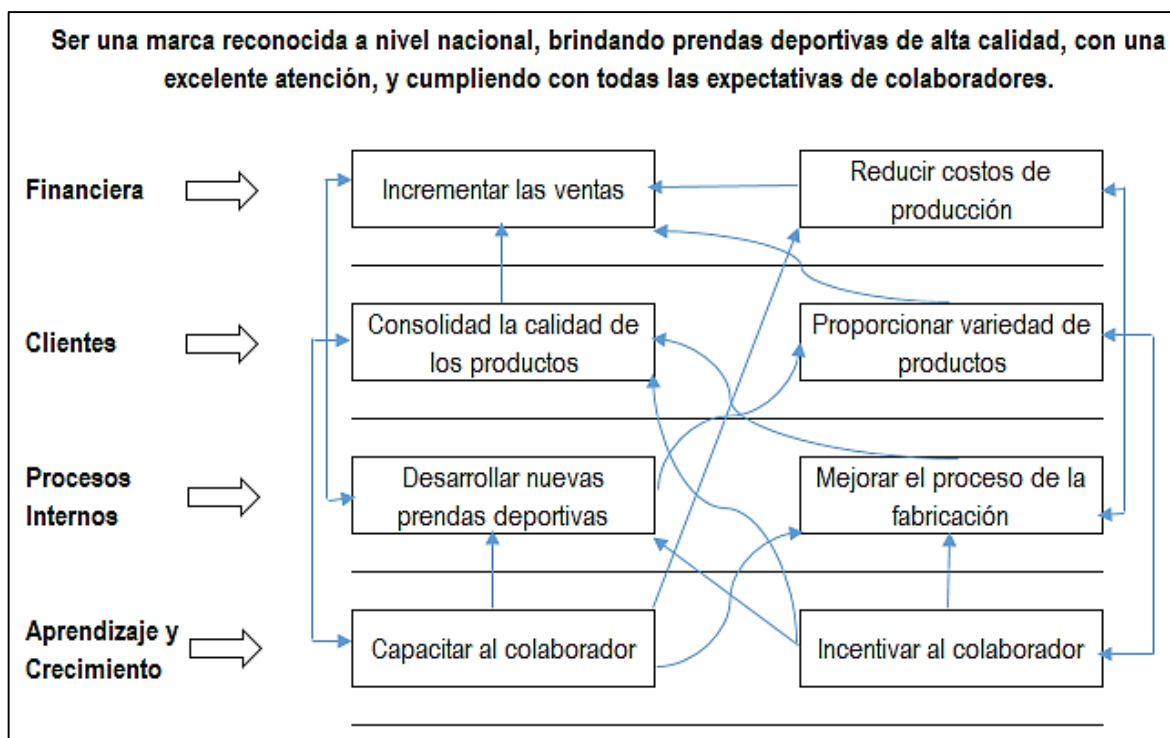 Ser una marca reconocida a nivel nacional, brindando prendas deportivas de alta calidad, con una
excelente atención, y cumpliendo con todas las expectativas de colaboradores.
Financiera
Incrementar las ventas
Reducir costos de
producción
Clientes
Consolidad la calidad de
los productos
Proporcionar variedad de
productos
Procesos
Internos
Desarrollar nuevas
prendas deportivas
Mejorar el proceso de la
fabricación
Aprendizaje y
Crecimiento
Capacitar al colaborador
Incentivar al colaborador